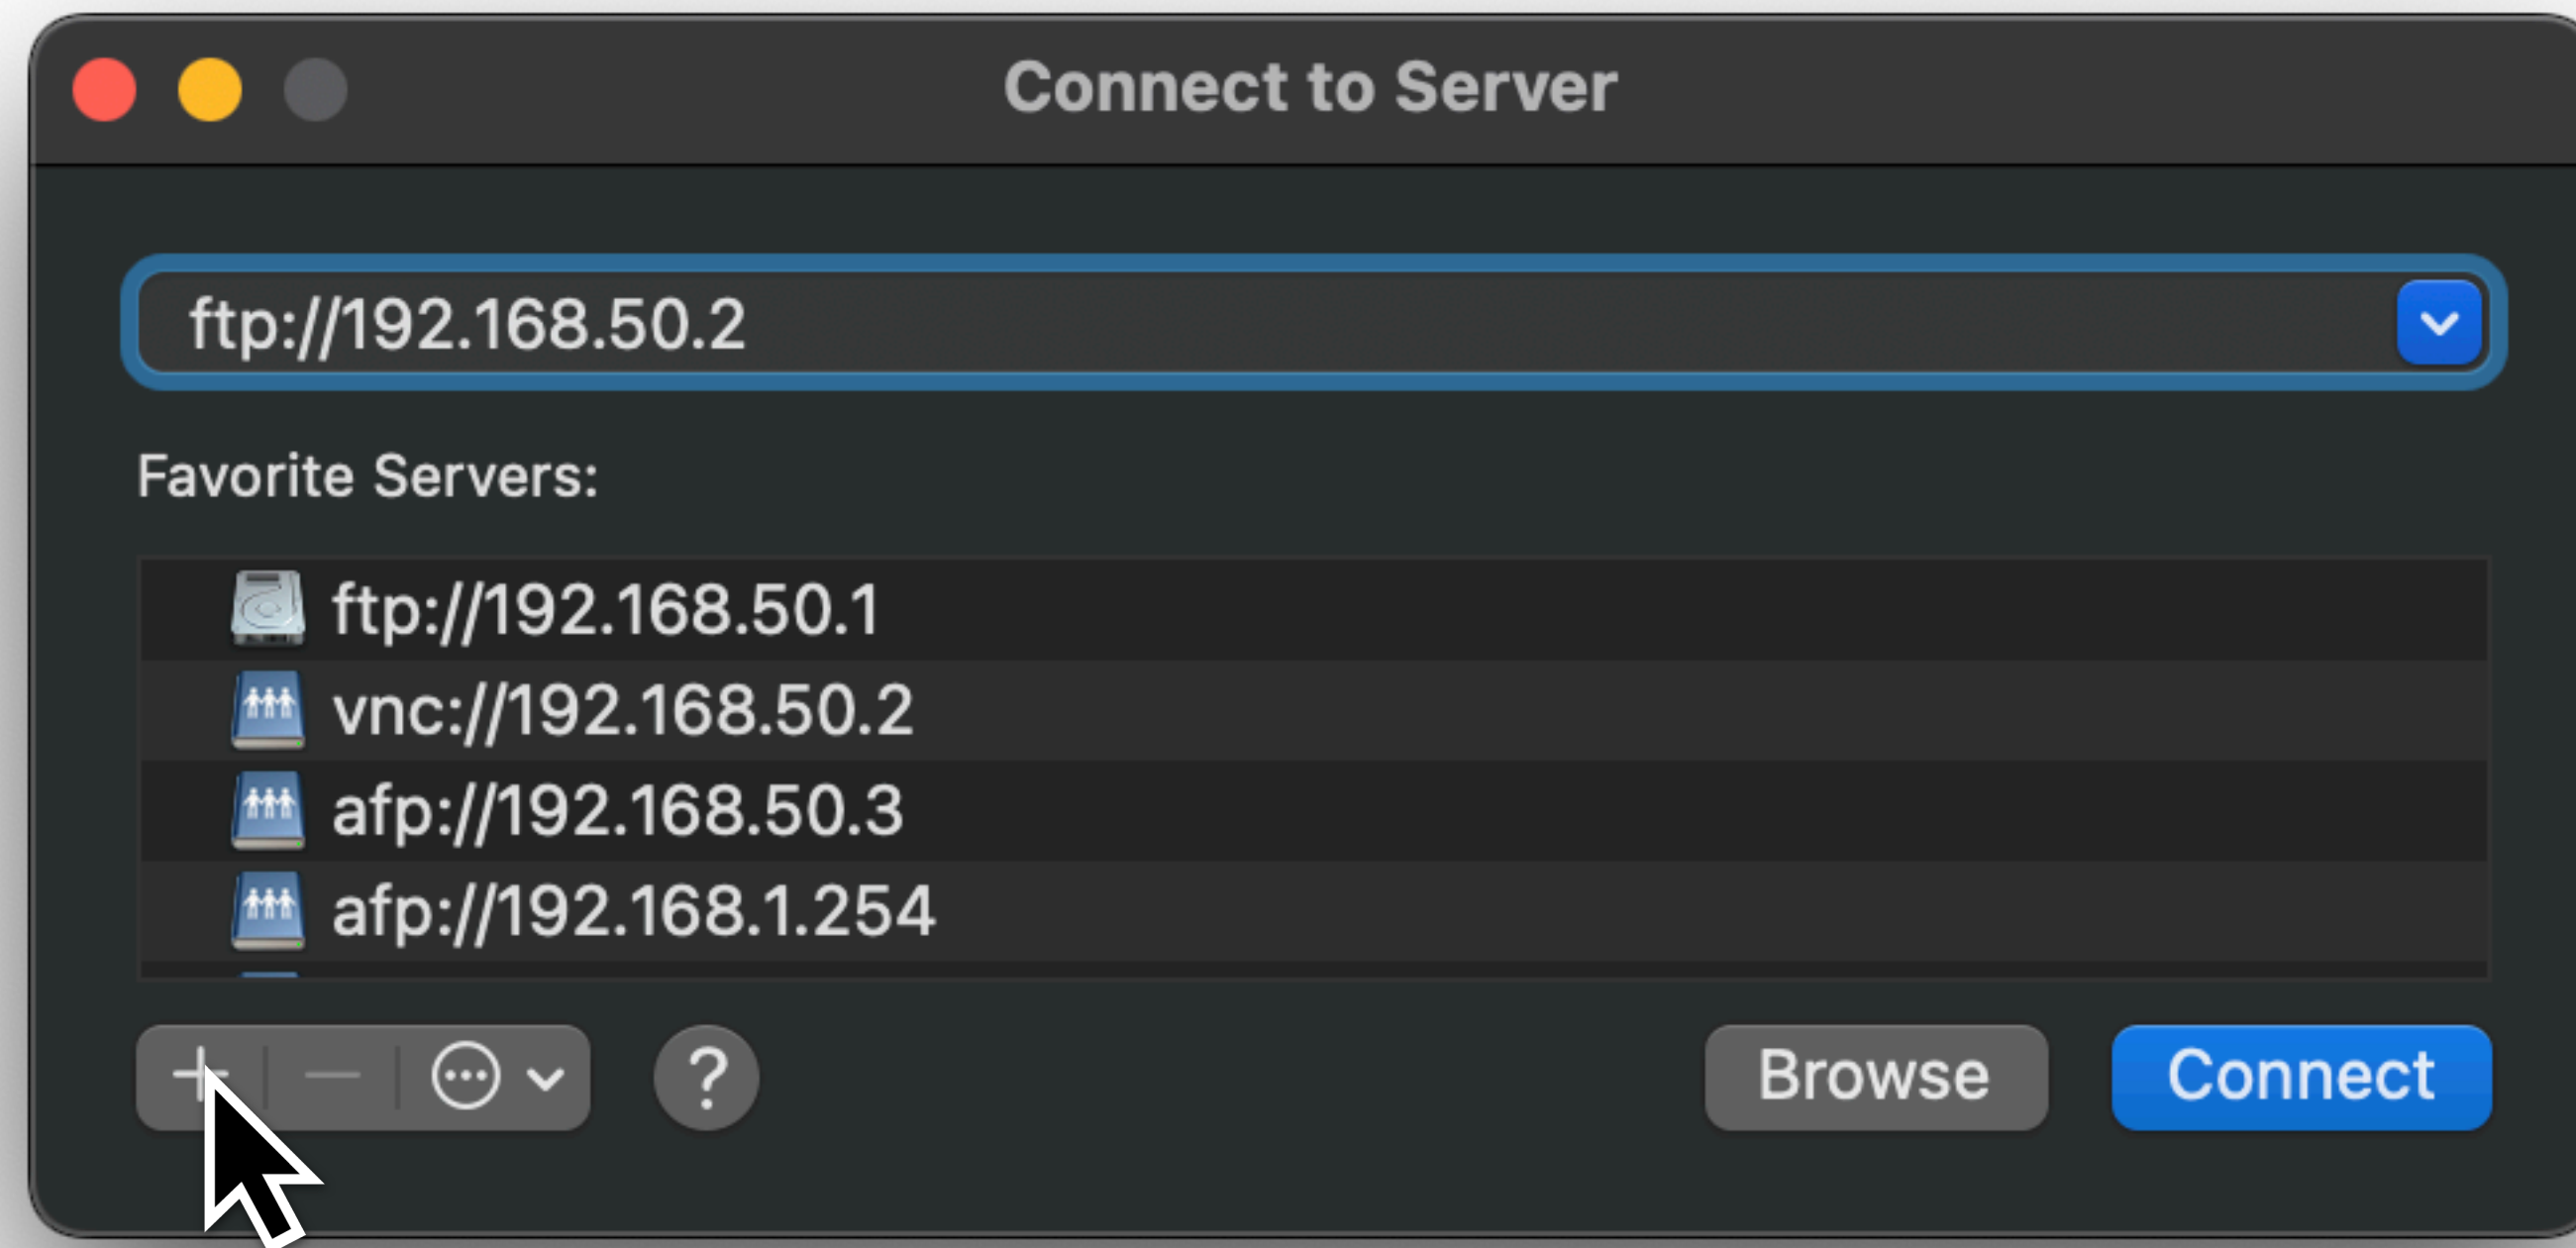 Connect to Server
ftp://192.168.50.2
Favorite Servers:
ftp://192.168.50.1
vnc://192.168.50.2
afp://192.168.50.3
afp://192.168.1.254
?
Browse
Connect